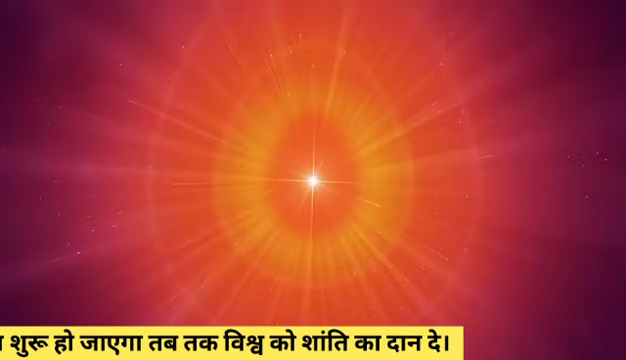 शुरू हो जाएगा तब तक विश्व को शांति का दान दे।